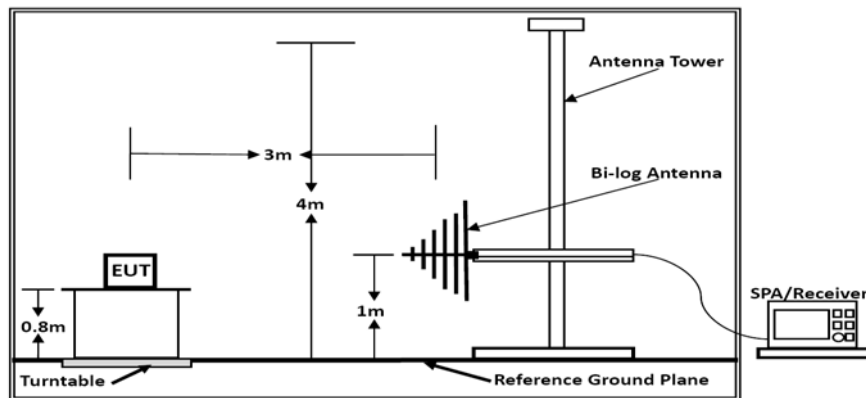 Antenna Tower
3m
Bi-log Antenna
4m
EUT
1m
0.8m
SPA/Receiver
Turntable
Reference Ground Plane